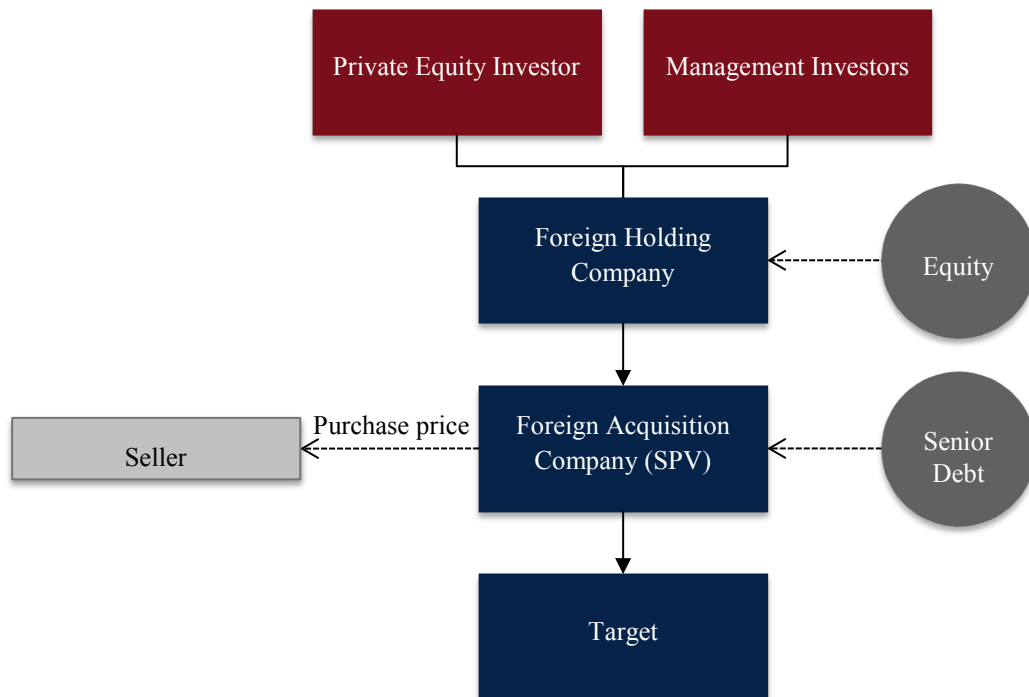 Private Equity Investor
Management Investors
Foreign Holding
Company
Equity
Purchase price
Seller
Foreign Acquisition
Company (SPV)
Senior
Debt
Target